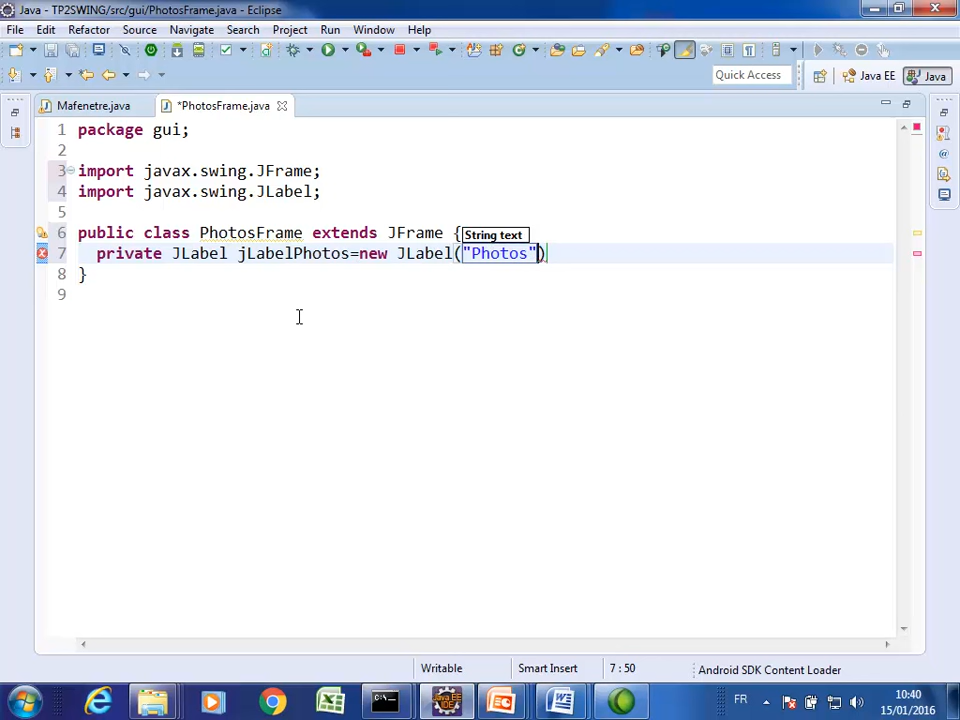 Java - TP2SWING/src/gui/PhotosFrame.java - Eclipse
File Edit Refactor Source Navigate Search Project Run Window Help
Quick Access Java EE Java
Mafenetre.java *PhotosFrame.java
1 package gui;
2
3 import javax.swing.JFrame;
4 import javax.swing.JLabel;
5
6 public class PhotosFrame extends JFrame {
String text
7 private JLabel jLabelPhotos=new JLabel("Photos")
8 }
9
Writable Smart Insert 7 : 50 Android SDK Content Loader
FR 10:40
15/01/2016